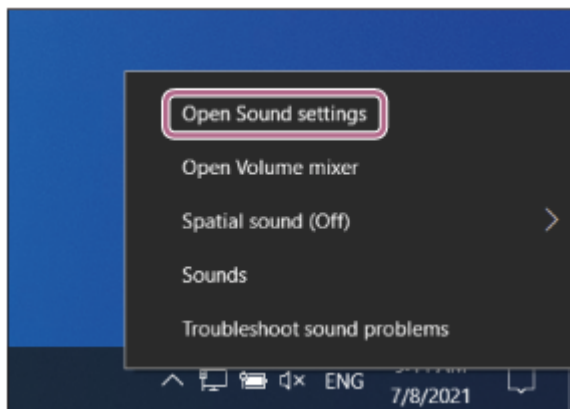 Open Sound settings
Open Volume mixer
Spatial sound (Off)
Sounds
Troubleshoot sound problems
ENG
7/8/2021